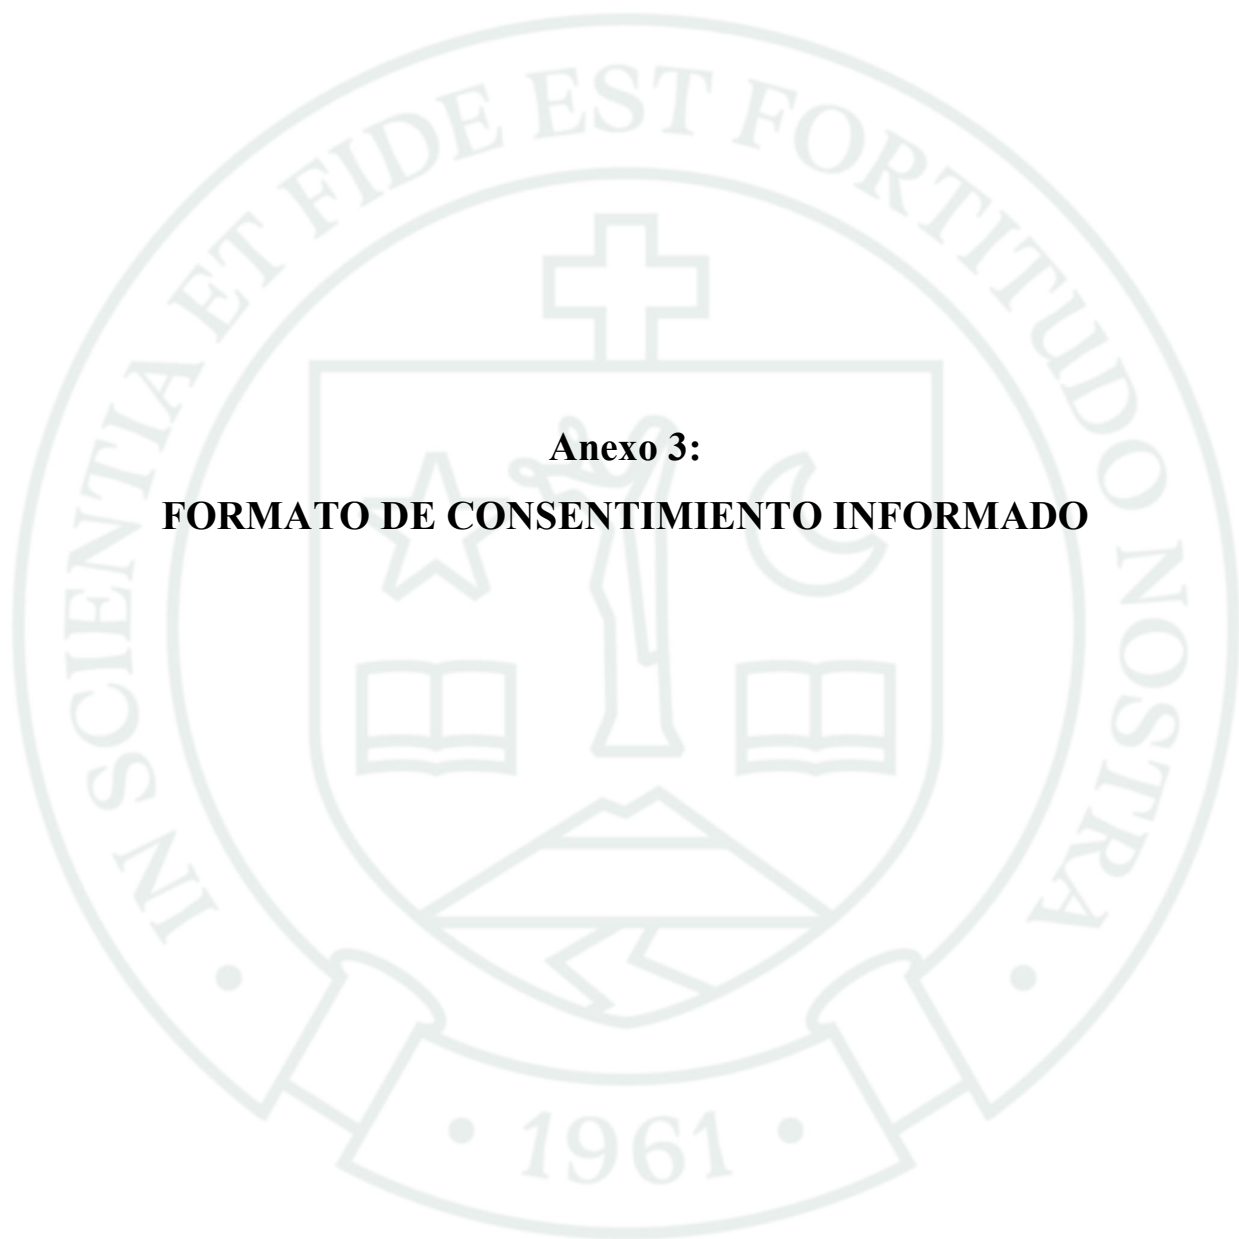 IN SCIENTIA ET FIDE EST FORTITUDO NOSTRA
Anexo 3:
FORMATO DE CONSENTIMIENTO INFORMADO
• 1961 •